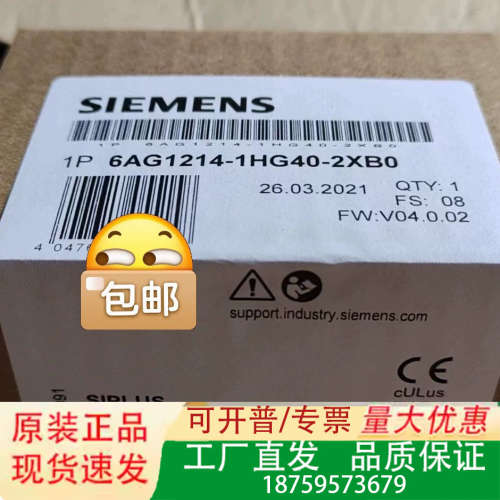 SIEMENS
1P 6AG1214-1HG40-2XB0
1P 6AG1214-1HG40-2XB0
26.03.2021 QTY: 1
FS: 08
FW:V04.0.02
包邮
support.industry.siemens.com
cULus
SIPLUS
原装正品
现货速发
可开普/专票 量大优惠
工厂直发 品质保证
18759573679